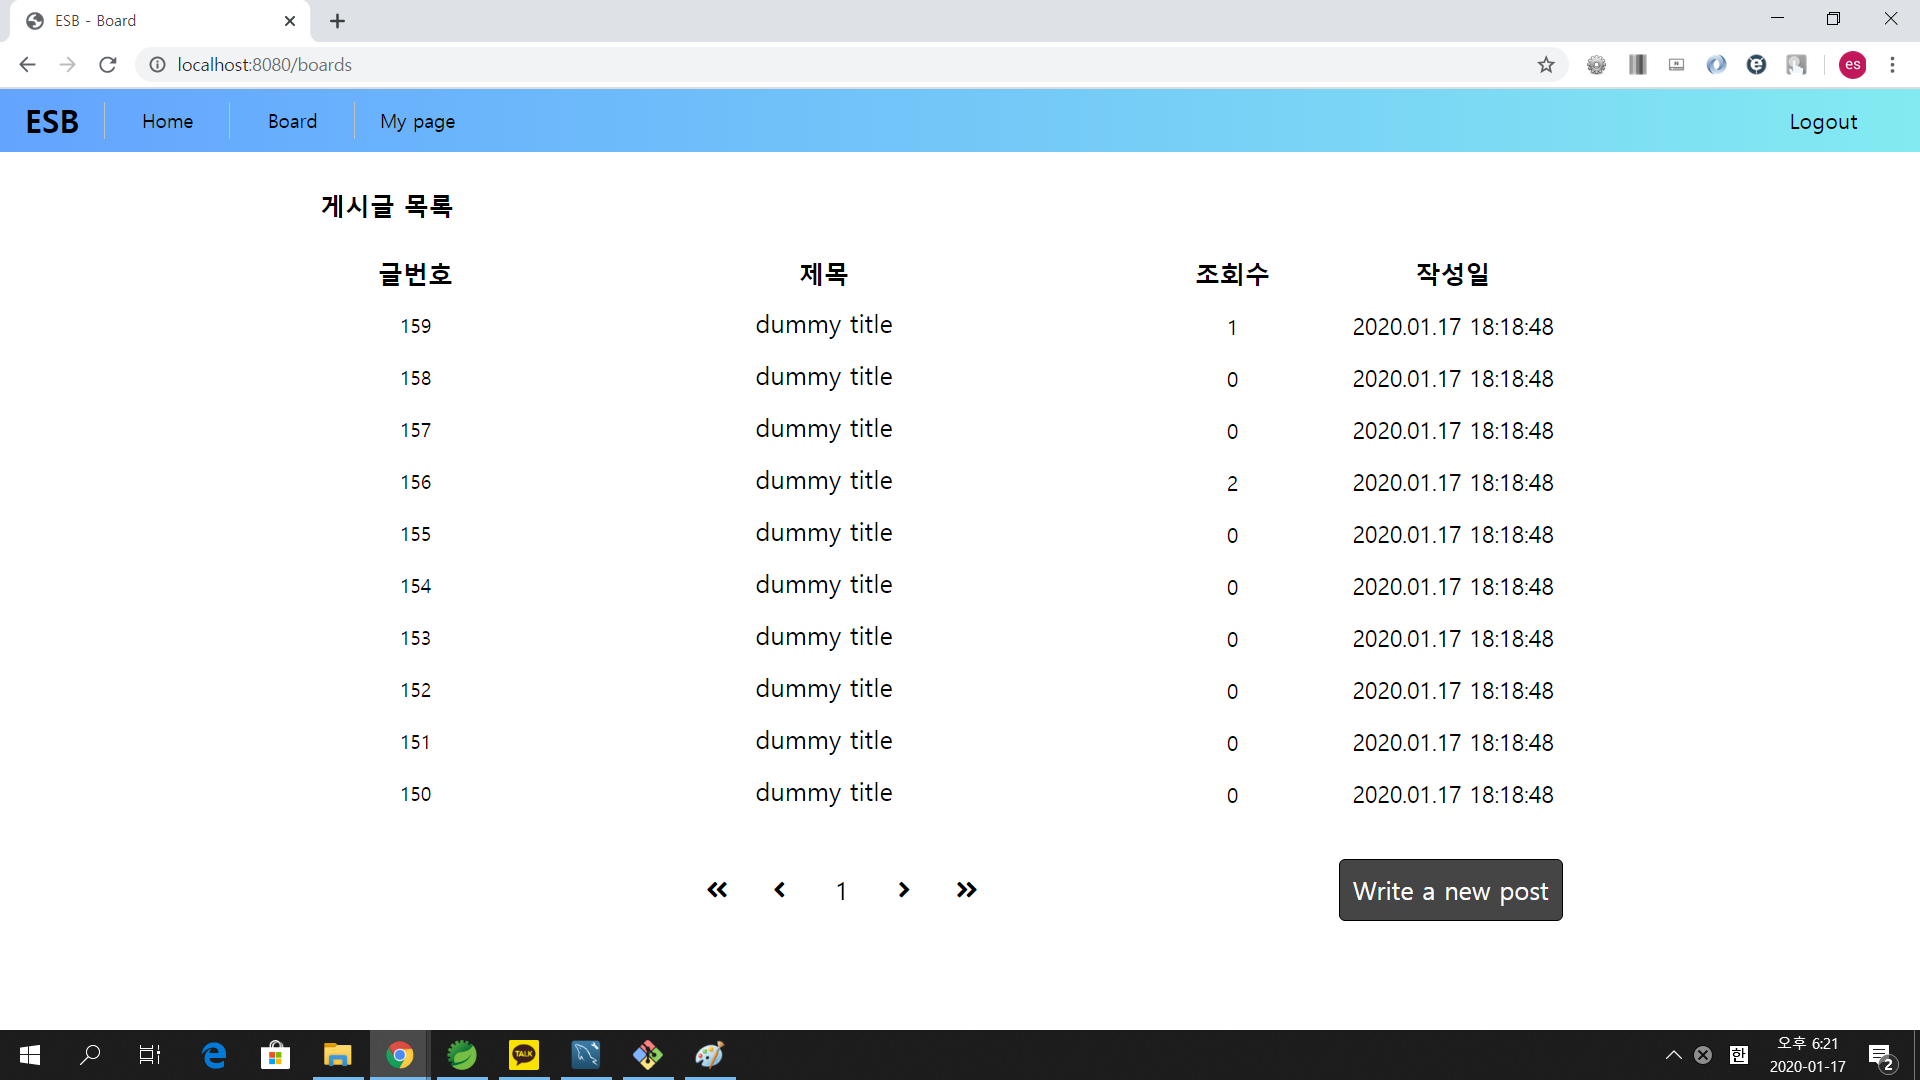 ESB - Board
localhost:8080/boards
es
ESB Home Board My page Logout
게시글 목록
글번호 제목 조회수 작성일
159 dummy title 1 2020.01.17 18:18:48
158 dummy title 0 2020.01.17 18:18:48
157 dummy title 0 2020.01.17 18:18:48
156 dummy title 2 2020.01.17 18:18:48
155 dummy title 0 2020.01.17 18:18:48
154 dummy title 0 2020.01.17 18:18:48
153 dummy title 0 2020.01.17 18:18:48
152 dummy title 0 2020.01.17 18:18:48
151 dummy title 0 2020.01.17 18:18:48
150 dummy title 0 2020.01.17 18:18:48
1 Write a new post
TALK
한
오후 6:21
2020-01-17
2